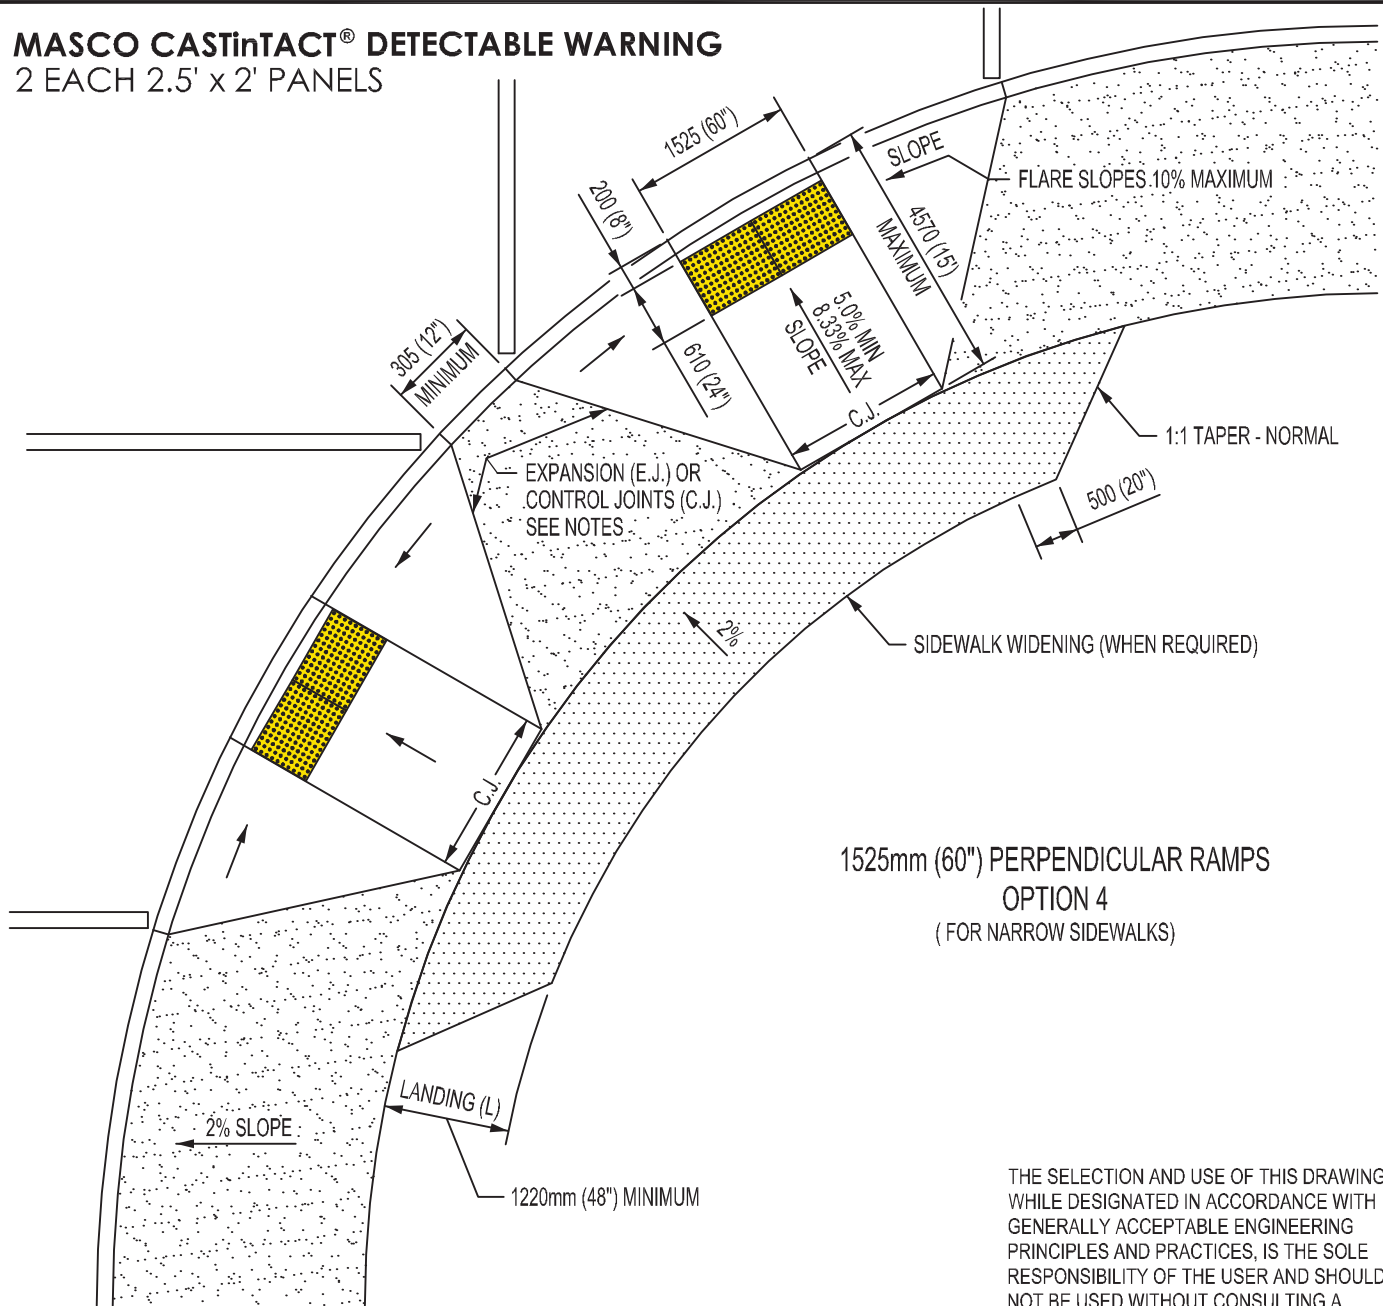 MASCO CASTinTACT® DETECTABLE WARNING
2 EACH 2.5' x 2' PANELS
1525 (60")
200 (8")
SLOPE
FLARE SLOPES 10% MAXIMUM
4570 (15')
MAXIMUM
5.0% MIN
8.33% MAX
SLOPE
610 (24")
305 (12")
MINIMUM
C.J.
1:1 TAPER - NORMAL
EXPANSION (E.J.) OR
CONTROL JOINTS (C.J.)
SEE NOTES
500 (20")
2%
SIDEWALK WIDENING (WHEN REQUIRED)
C.J.
1525mm (60") PERPENDICULAR RAMPS
OPTION 4
( FOR NARROW SIDEWALKS)
LANDING (L)
2% SLOPE
1220mm (48") MINIMUM
THE SELECTION AND USE OF THIS DRAWING
WHILE DESIGNATED IN ACCORDANCE WITH
GENERALLY ACCEPTABLE ENGINEERING
PRINCIPLES AND PRACTICES, IS THE SOLE
RESPONSIBILITY OF THE USER AND SHOULD
NOT BE USED WITHOUT CONSULTING A